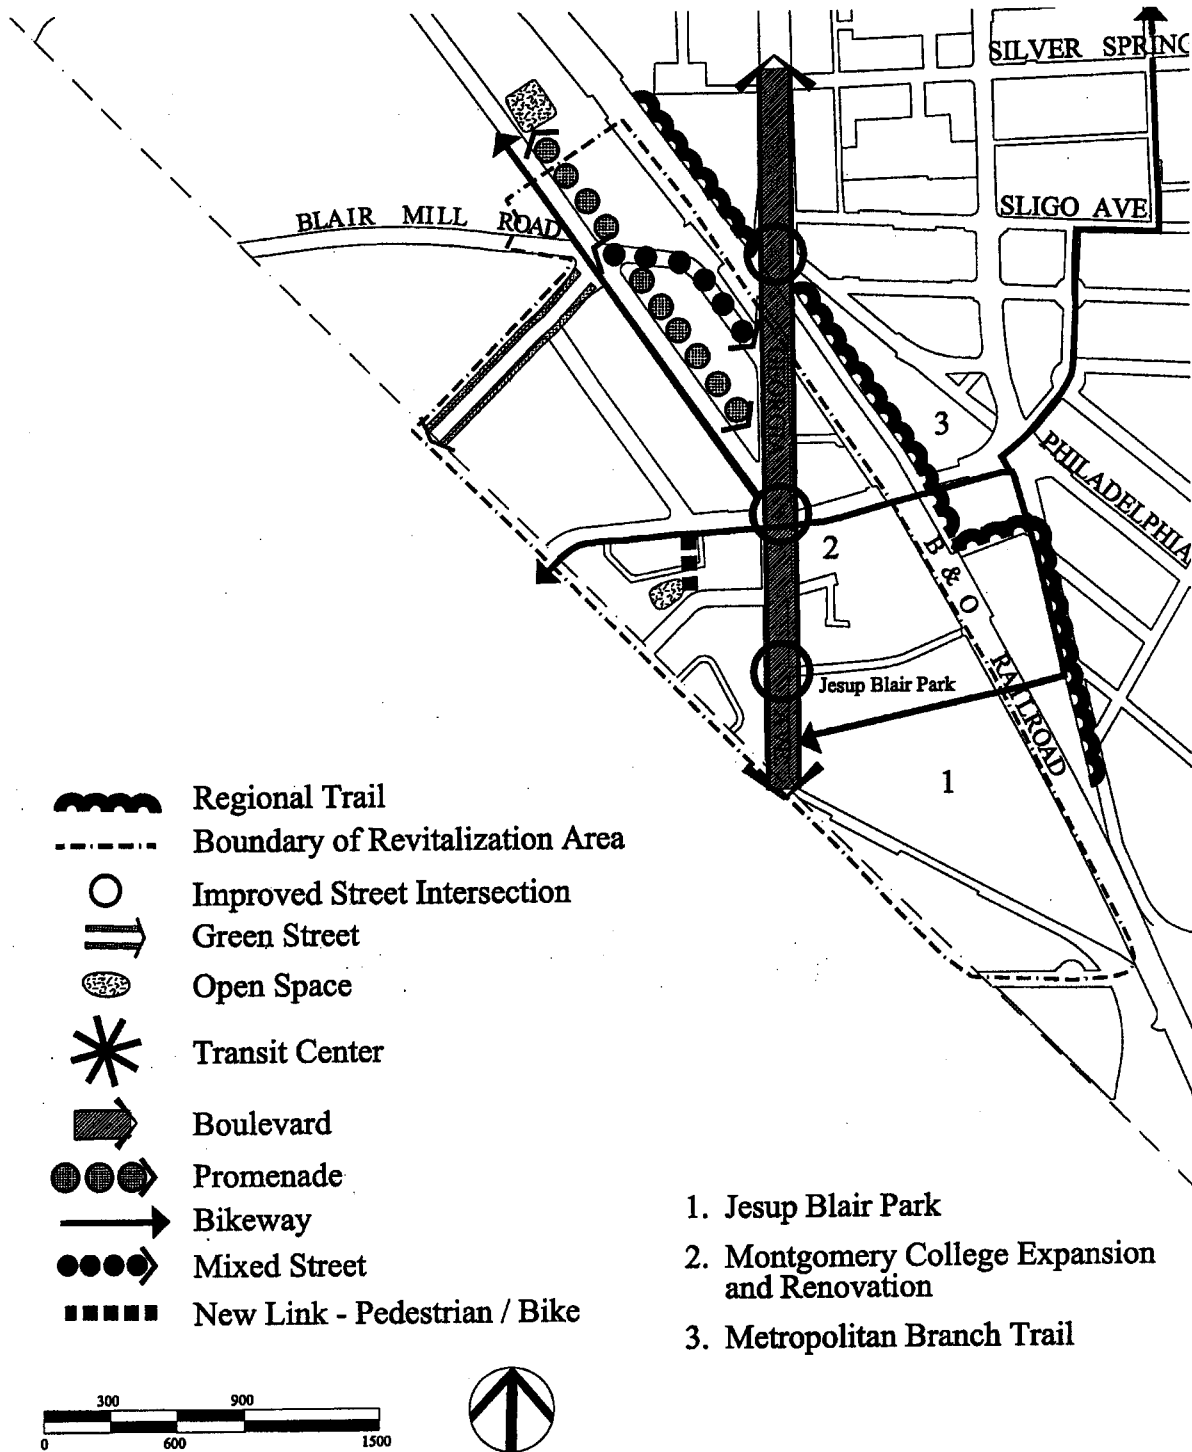 SILVER SPRING
SLIGO AVE
BLAIR MILL ROAD
GEORGIA
3
PHILADELPHIA
2
B & O RAILROAD
Jesup Blair Park
1
Regional Trail
Boundary of Revitalization Area
Improved Street Intersection
Green Street
Open Space
Transit Center
Boulevard
Promenade
Bikeway
Mixed Street
New Link - Pedestrian / Bike
1. Jesup Blair Park
2. Montgomery College Expansion
and Renovation
3. Metropolitan Branch Trail
300 900
0 600 1500